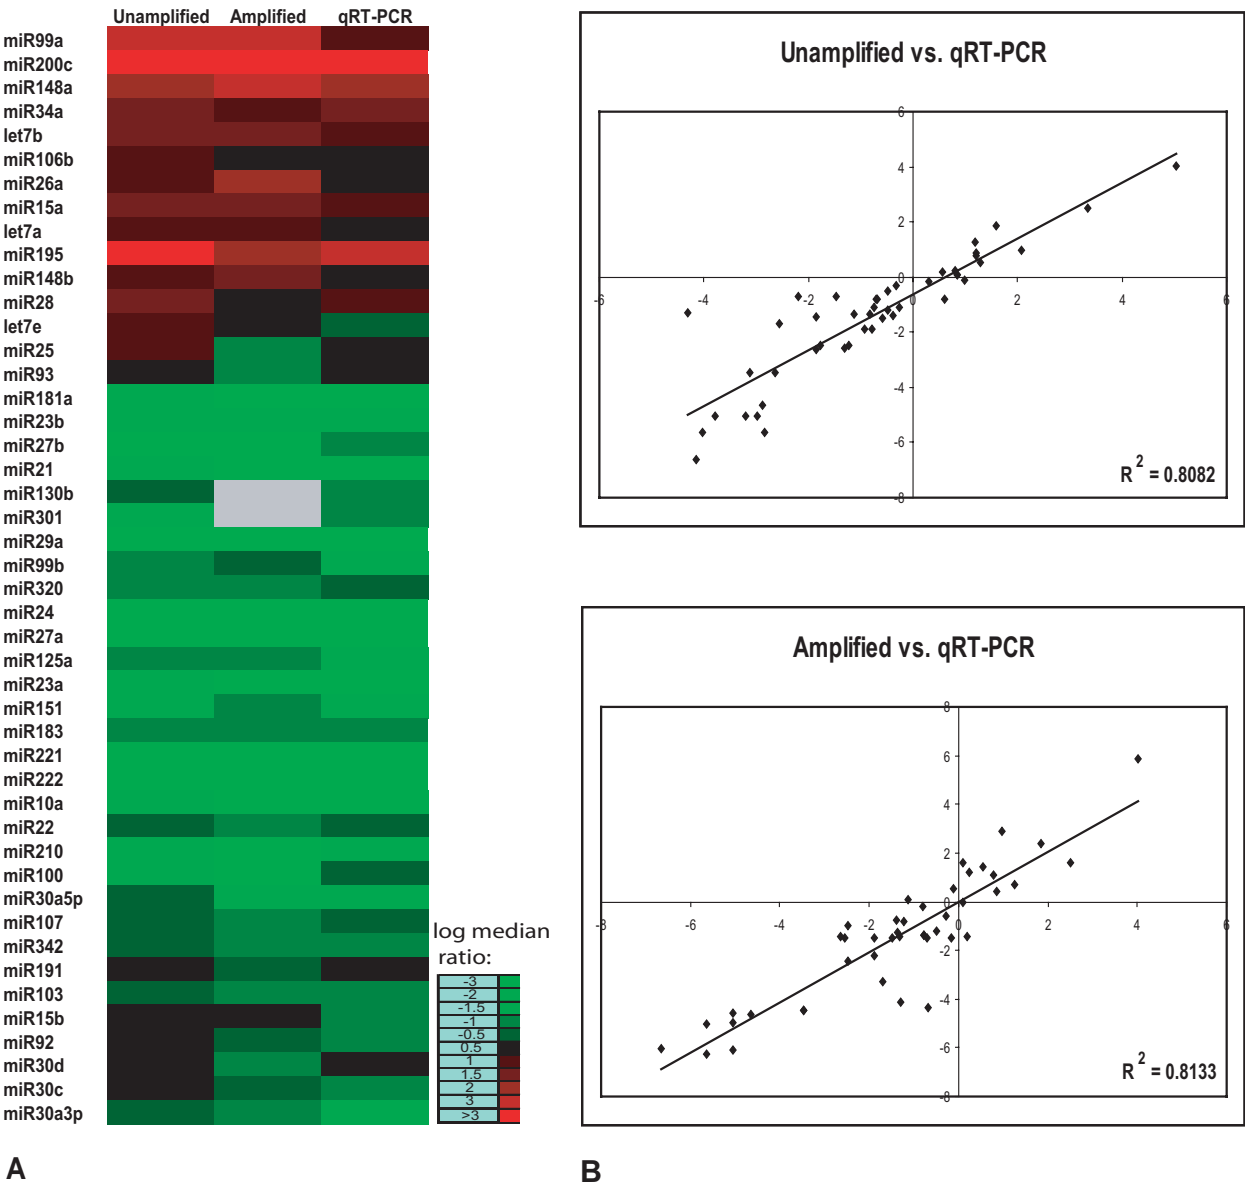 Unamplified Amplified qRT-PCR
miR99a
miR200c
miR148a
miR34a
let7b
miR106b
miR26a
miR15a
let7a
miR195
miR148b
miR28
let7e
miR25
miR93
miR181a
miR23b
miR27b
miR21
miR130b
miR301
miR29a
miR99b
miR320
miR24
miR27a
miR125a
miR23a
miR151
miR183
miR221
miR222
miR10a
miR22
miR210
miR100
miR30a5p
miR107
miR342
miR191
miR103
miR15b
miR92
miR30d
miR30c
miR30a3p
log median
ratio:
-3
-2
-1.5
-1
-0.5
0.5
1
1.5
2
3
>3
A
Unamplified vs. qRT-PCR
6
4
2
0
-2
-4
-6
-8
-6 -4 -2 0 2 4 6
R2 = 0.8082
Amplified vs. qRT-PCR
8
6
4
2
0
-2
-4
-6
-8
-8 -6 -4 -2 0 2 4 6
R2 = 0.8133
B